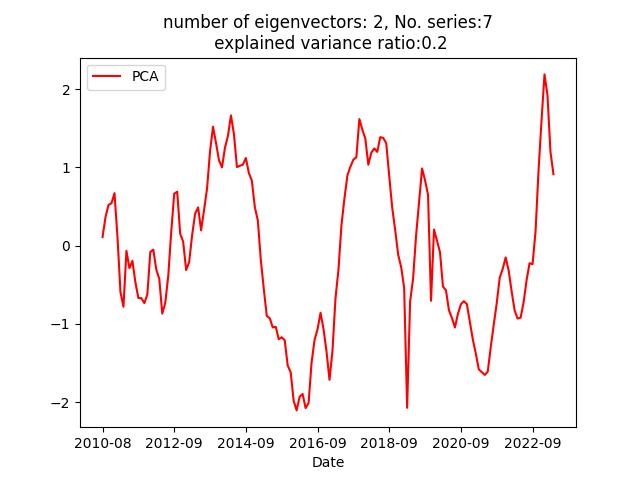 number of eigenvectors: 2, No. series:7
explained variance ratio:0.2
PCA
2
1
0
−1
−2
2010-08 2012-09 2014-09 2016-09 2018-09 2020-09 2022-09
Date